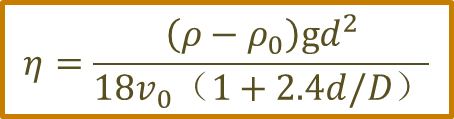 η = (ρ − ρ₀)gd² / 18v₀（1 + 2.4d/D）